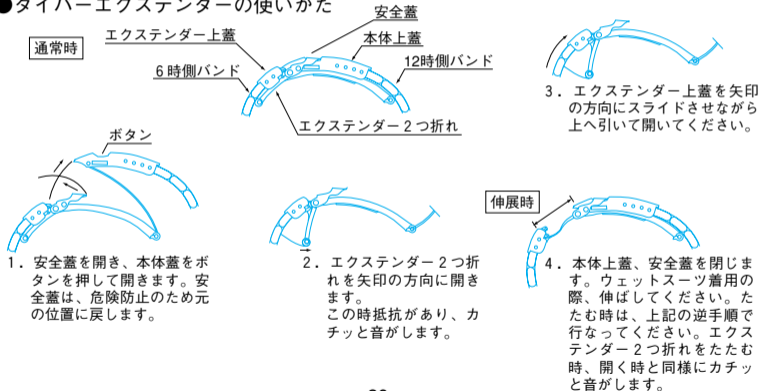 ●ダイバーエクステンダーの使いかた
通常時
エクステンダー上蓋
安全蓋
本体上蓋
6時側バンド
12時側バンド
エクステンダー2つ折れ
ボタン
1. 安全蓋を開き、本体蓋をボ
タンを押して開きます。安
全蓋は、危険防止のため元
の位置に戻します。
2. エクステンダー2つ折
れを矢印の方向に開き
ます。
この時抵抗があり、カ
チッと音がします。
3. エクステンダー上蓋を矢印
の方向にスライドさせながら
上へ引いて開いてください。
伸展時
4. 本体上蓋、安全蓋を閉じま
す。ウェットスーツ着用の
際、伸ばしてください。た
たむ時は、上記の逆手順で
行なってください。エクス
テンダー2つ折れをたたむ
時、開く時と同様にカチッ
と音がします。